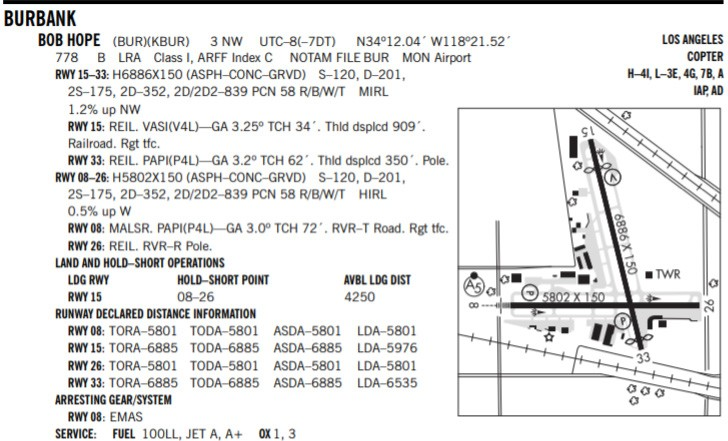 BURBANK
BOB HOPE (BUR)(KBUR) 3 NW UTC–8(–7DT) N34º12.04´ W118º21.52´
LOS ANGELES
778 B LRA Class I, ARFF Index C NOTAM FILE BUR MON Airport
COPTER
RWY 15–33: H6886X150 (ASPH–CONC–GRVD) S–120, D–201,
H–4I, L–3E, 4G, 7B, A
2S–175, 2D–352, 2D/2D2–839 PCN 58 R/B/W/T MIRL
IAP, AD
1.2% up NW
RWY 15: REIL. VASI(V4L)—GA 3.25º TCH 34´. Thld dsplcd 909´.
Railroad. Rgt tfc.
RWY 33: REIL. PAPI(P4L)—GA 3.2º TCH 62´. Thld dsplcd 350´. Pole.
RWY 08–26: H5802X150 (ASPH–CONC–GRVD) S–120, D–201,
2S–175, 2D–352, 2D/2D2–839 PCN 58 R/B/W/T HIRL
0.5% up W
RWY 08: MALSR. PAPI(P4L)—GA 3.0º TCH 72´. RVR–T Road. Rgt tfc.
RWY 26: REIL. RVR–R Pole.
LAND AND HOLD–SHORT OPERATIONS
LDG RWY HOLD–SHORT POINT AVBL LDG DIST
RWY 15 08–26 4250
RUNWAY DECLARED DISTANCE INFORMATION
RWY 08: TORA–5801 TODA–5801 ASDA–5801 LDA–5801
RWY 15: TORA–6885 TODA–6885 ASDA–6885 LDA–5976
RWY 26: TORA–5801 TODA–5801 ASDA–5801 LDA–5801
RWY 33: TORA–6885 TODA–6885 ASDA–6885 LDA–6535
ARRESTING GEAR/SYSTEM
RWY 08: EMAS
SERVICE: FUEL 100LL, JET A, A+ OX 1, 3
15
V
6886 X 150
TWR
A5
P
5802 X 150
8
26
P
33